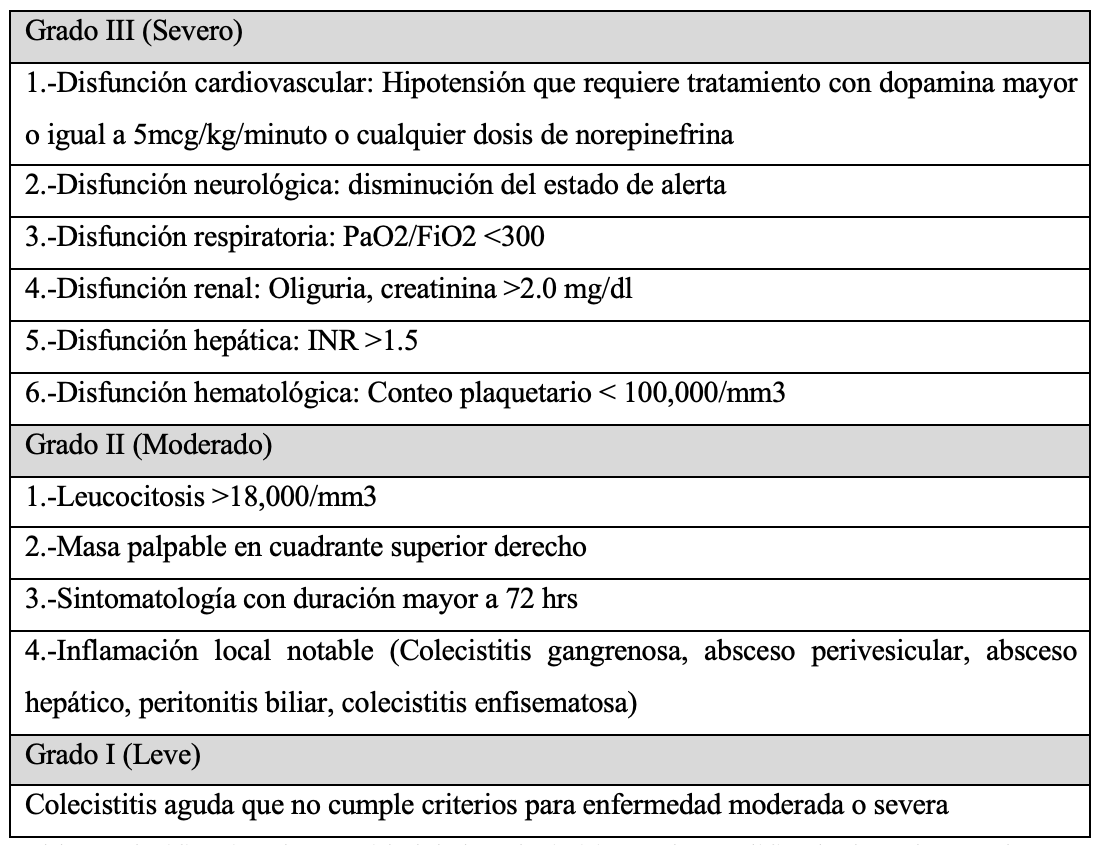 Grado III (Severo)
1.-Disfunción cardiovascular: Hipotensión que requiere tratamiento con dopamina mayor
o igual a 5mcg/kg/minuto o cualquier dosis de norepinefrina
2.-Disfunción neurológica: disminución del estado de alerta
3.-Disfunción respiratoria: PaO2/FiO2 <300
4.-Disfunción renal: Oliguria, creatinina >2.0 mg/dl
5.-Disfunción hepática: INR >1.5
6.-Disfunción hematológica: Conteo plaquetario < 100,000/mm3
Grado II (Moderado)
1.-Leucocitosis >18,000/mm3
2.-Masa palpable en cuadrante superior derecho
3.-Sintomatología con duración mayor a 72 hrs
4.-Inflamación local notable (Colecistitis gangrenosa, absceso perivesicular, absceso
hepático, peritonitis biliar, colecistitis enfisematosa)
Grado I (Leve)
Colecistitis aguda que no cumple criterios para enfermedad moderada o severa